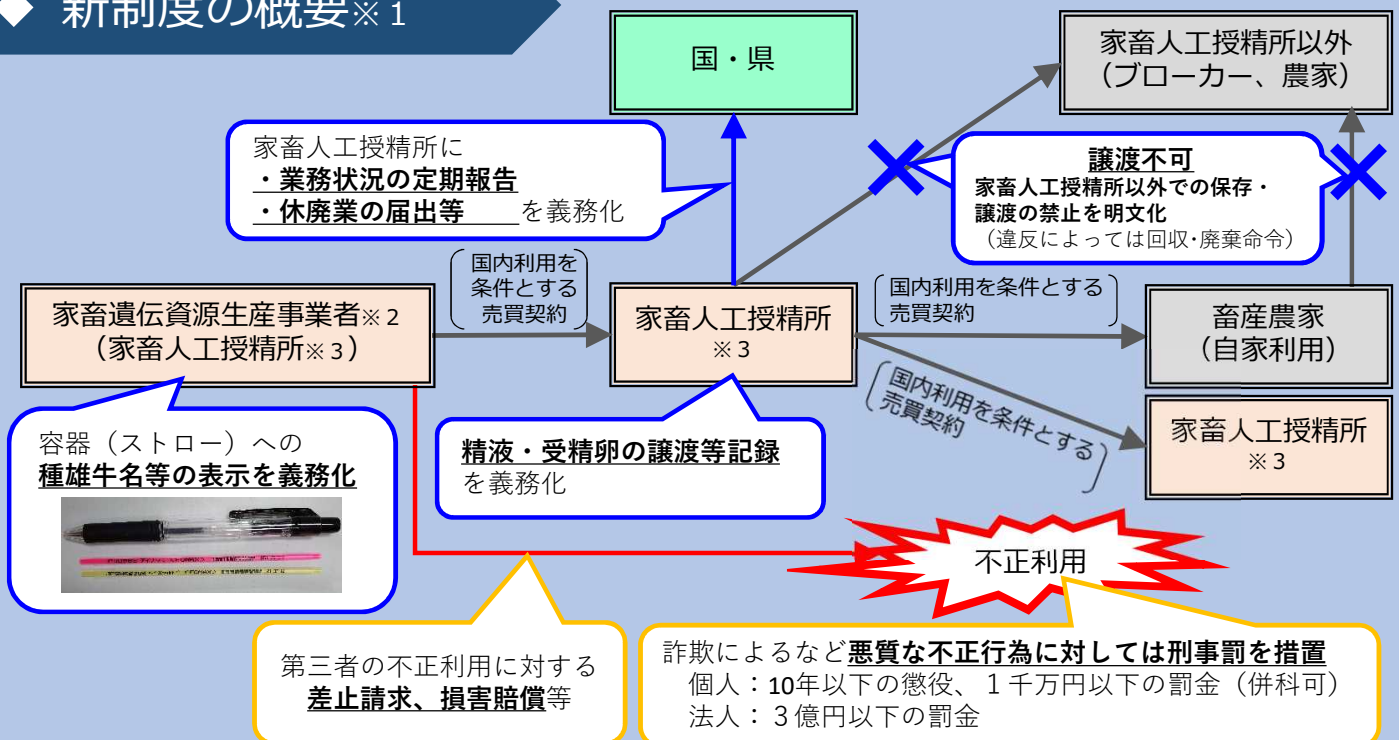 ◆ 新制度の概要※1
国・県
家畜人工授精所以外
（ブローカー、農家）
家畜人工授精所に
・業務状況の定期報告
・休廃業の届出等　を義務化
譲渡不可
家畜人工授精所以外での保存・
譲渡の禁止を明文化
（違反によっては回収･廃棄命令）
家畜遺伝資源生産事業者※2
（家畜人工授精所※3）
国内利用を
条件とする
売買契約
家畜人工授精所
※3
国内利用を条件とする
売買契約
畜産農家
（自家利用）
国内利用を条件とする
売買契約
家畜人工授精所
※3
容器（ストロー）への
種雄牛名等の表示を義務化
精液・受精卵の譲渡等記録
を義務化
不正利用
第三者の不正利用に対する
差止請求、損害賠償等
詐欺によるなど悪質な不正行為に対しては刑事罰を措置
個人：10年以下の懲役、１千万円以下の罰金（併科可）
法人：３億円以下の罰金